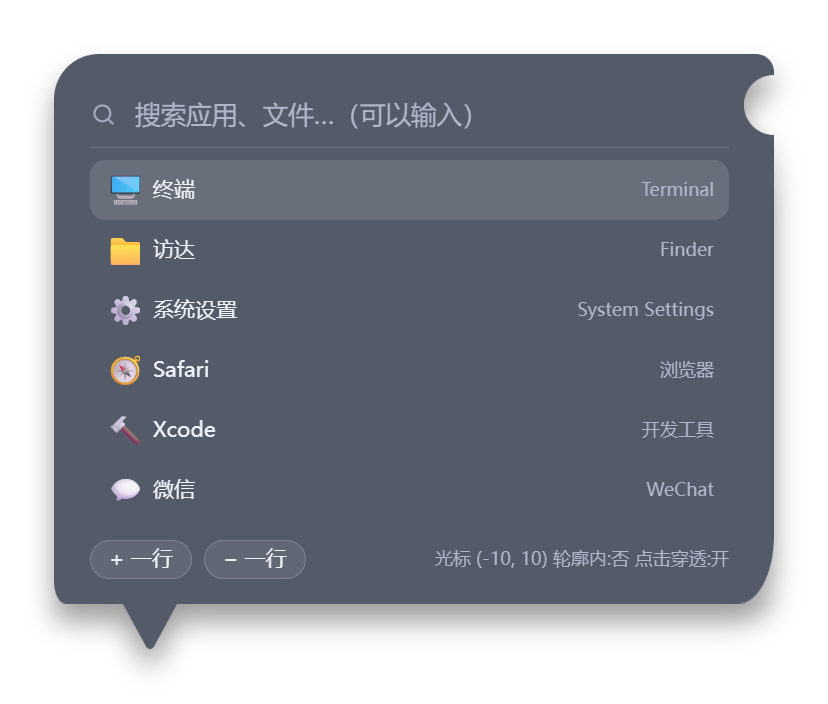 搜索应用、文件... (可以输入)
终端 Terminal
访达 Finder
系统设置 System Settings
Safari 浏览器
Xcode 开发工具
微信 WeChat
+ 一行 − 一行 光标 (-10, 10) 轮廓内:否 点击穿透:开